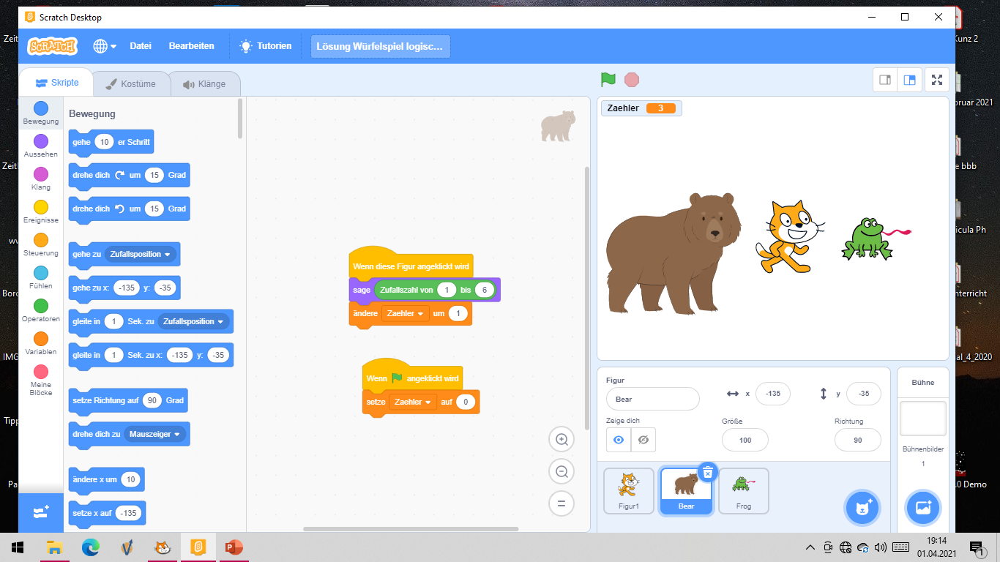 Scratch Desktop
Zeit
Kunz 2
SCRATCH
Datei
Bearbeiten
Tutorien
Lösung Würfelspiel logisc...
Skripte
Kostüme
Klänge
Bewegung
Aussehen
Klang
Ereignisse
Steuerung
Fühlen
Operatoren
Variablen
Meine
Blöcke
Bewegung
gehe 10 er Schritt
drehe dich um 15 Grad
drehe dich um 15 Grad
gehe zu Zufallsposition
gehe zu x: -135 y: -35
gleite in 1 Sek. zu Zufallsposition
gleite in 1 Sek. zu x: -135 y: -35
setze Richtung auf 90 Grad
drehe dich zu Mauszeiger
ändere x um 10
setze x auf -135
Wenn diese Figur angeklickt wird
sage Zufallszahl von 1 bis 6
ändere Zaehler um 1
Wenn angeklickt wird
setze Zaehler auf 0
Zaehler 3
Figur
Bear
x -135
y -35
Zeige dich
Größe
100
Richtung
90
Figur1
Bear
Frog
Bühne
Bühnenbilder
1
ruar 2021
e bbb
icula Ph
nterricht
al_4_2020
.0 Demo
Zeitl
ww
Boro
IMG
Tipp
Pa
19:14
01.04.2021
1